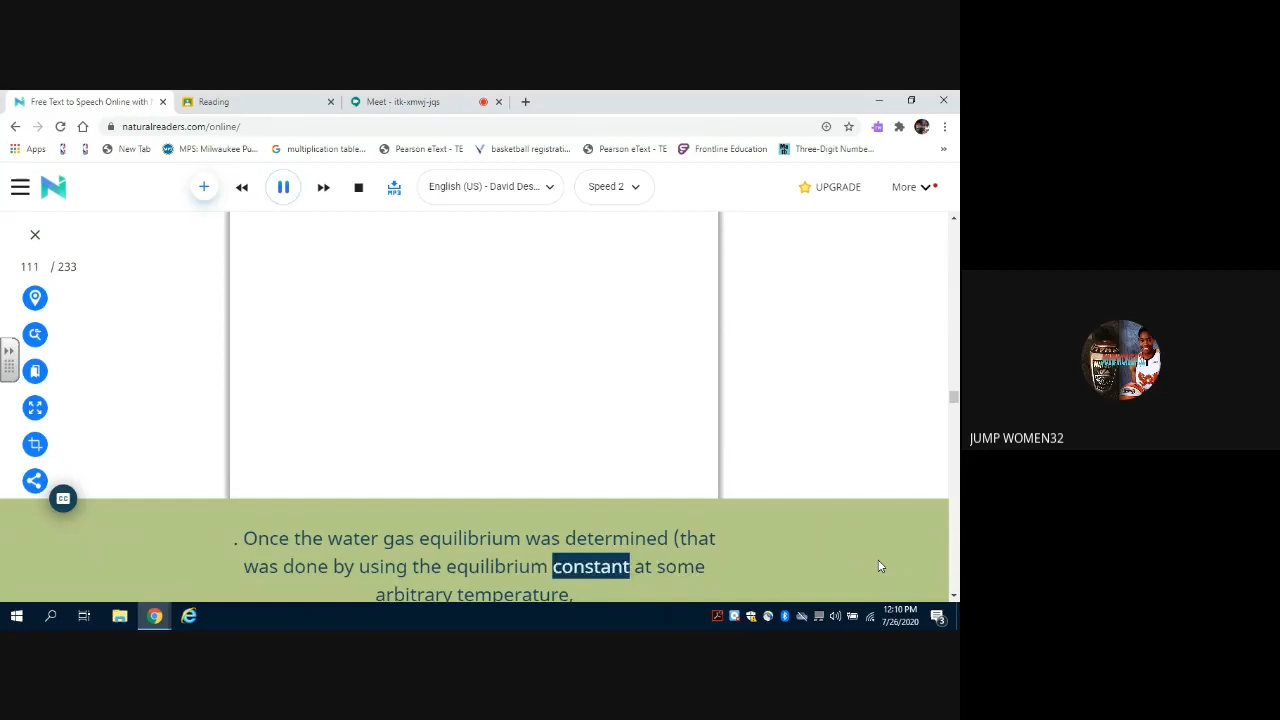 Free Text to Speech Online with
Reading
Meet - itk-xmwj-jqs
naturalreaders.com/online/
Apps
New Tab
MPS: Milwaukee Pu...
multiplication table...
Pearson eText - TE
basketball registrati...
Pearson eText - TE
Frontline Education
Three-Digit Numbe...
»
MP3
English (US) - David Des...
Speed 2
UPGRADE
More
111 / 233
CC
. Once the water gas equilibrium was determined (that
was done by using the equilibrium constant at some
arbitrary temperature,
12:10 PM
7/26/2020
3
JUMP WOMEN32